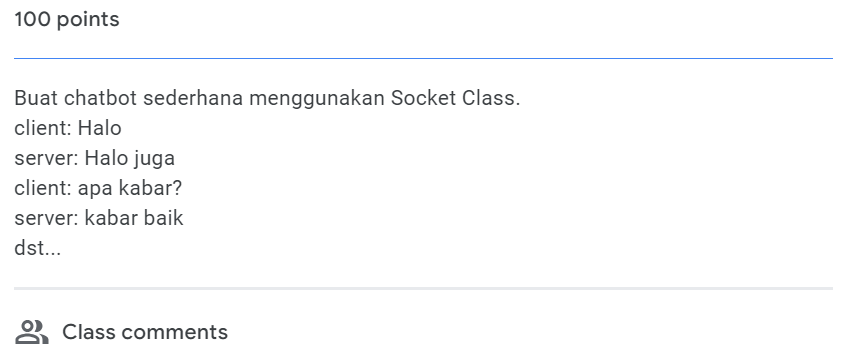 100 points
Buat chatbot sederhana menggunakan Socket Class.
client: Halo
server: Halo juga
client: apa kabar?
server: kabar baik
dst...
Class comments